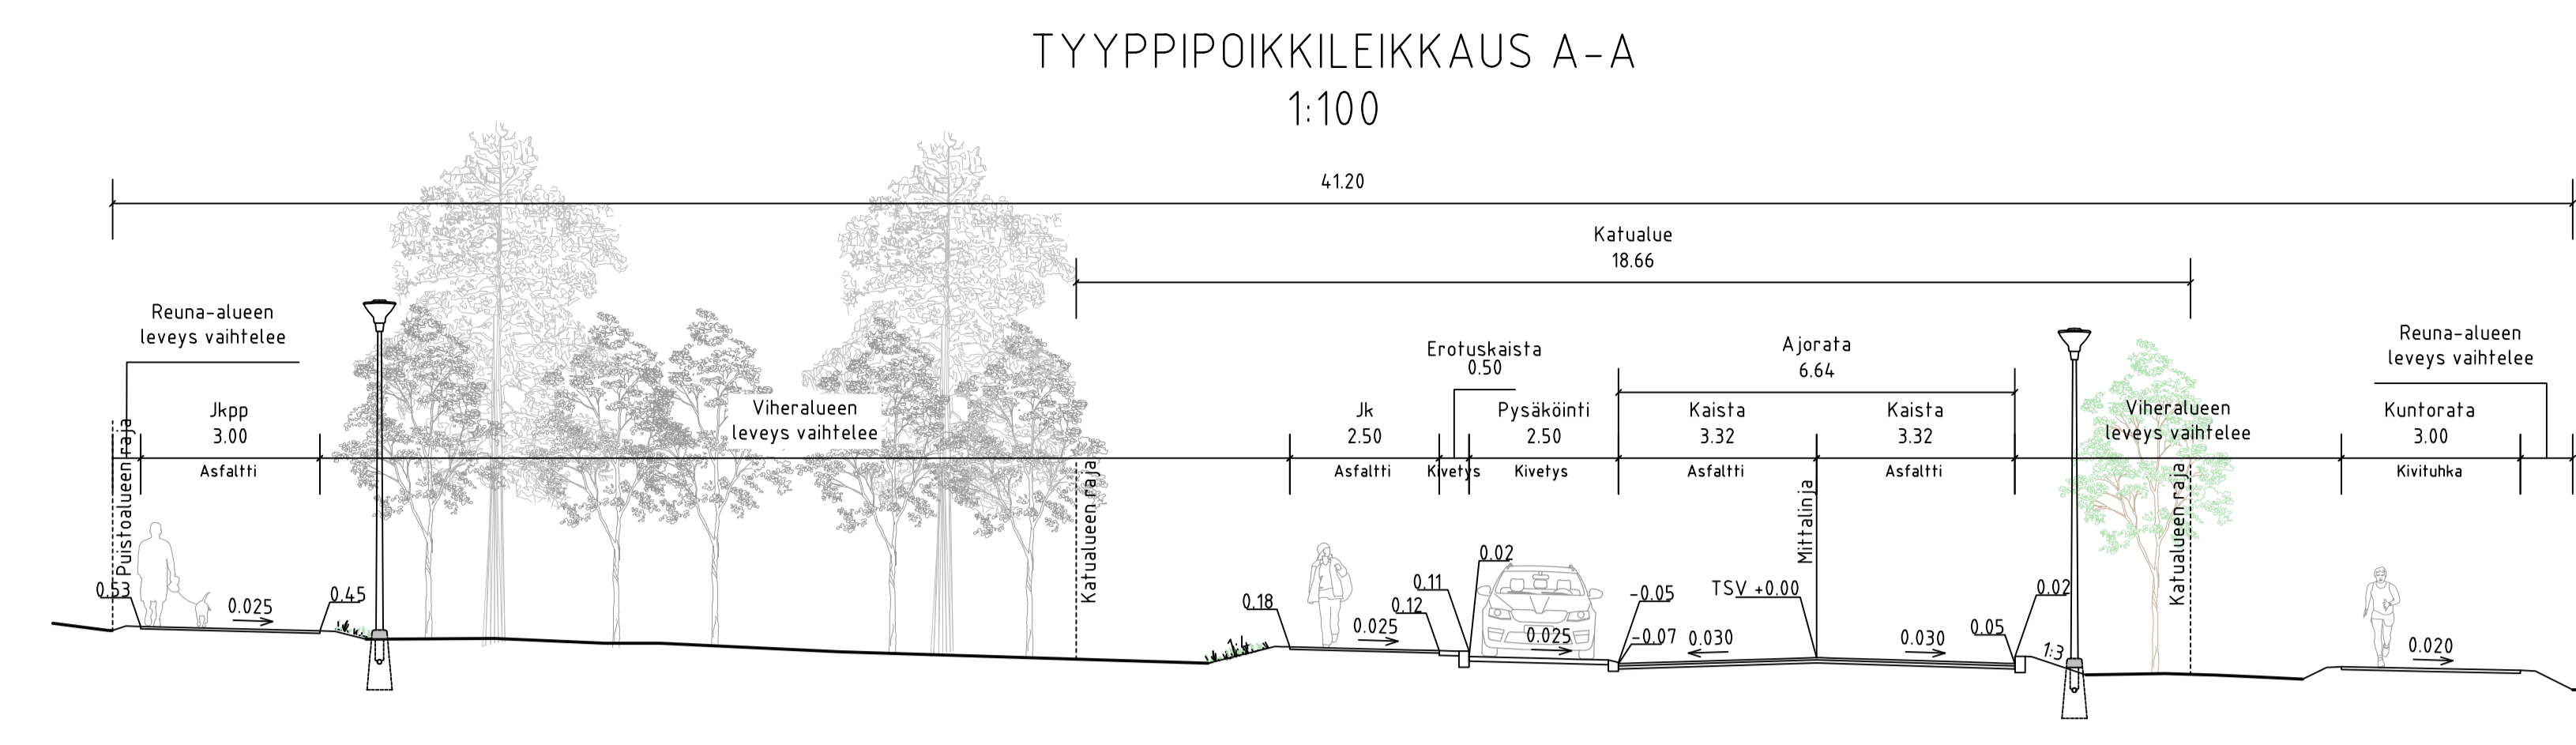 TYYPPIPOIKKILEIKKAUS A-A
1:100
41.20
Katualue
18.66
Reuna-alueen
leveys vaihtelee
Jkpp
3.00
Asfaltti
Puistoalueen raja
Viheralueen
leveys vaihtelee
Katualueen raja
Jk
2.50
Asfaltti
Erotuskaista
0.50
Kivetys
Pysäköinti
2.50
Kivetys
Ajorata
6.64
Kaista
3.32
Asfaltti
Kaista
3.32
Asfaltti
Mittalinja
Viheralueen
leveys vaihtelee
Katualueen raja
Reuna-alueen
leveys vaihtelee
Kuntorata
3.00
Kivituhka
0.53
0.025
0.45
0.18
0.025
0.11
0.12
0.02
0.025
-0.05
-0.07
0.030
TSV +0.00
0.030
0.05
0.02
1:3
0.020